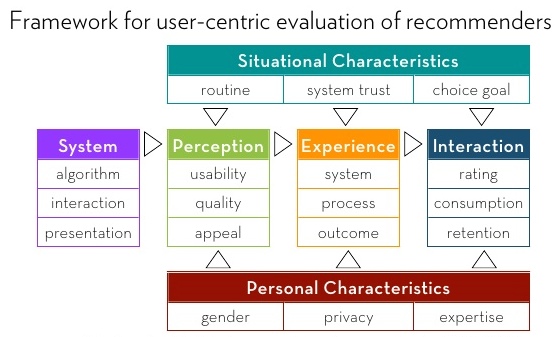 Framework for user-centric evaluation of recommenders
Situational Characteristics
routine system trust choice goal
System Perception Experience Interaction
algorithm usability system rating
interaction quality process consumption
presentation appeal outcome retention
Personal Characteristics
gender privacy expertise